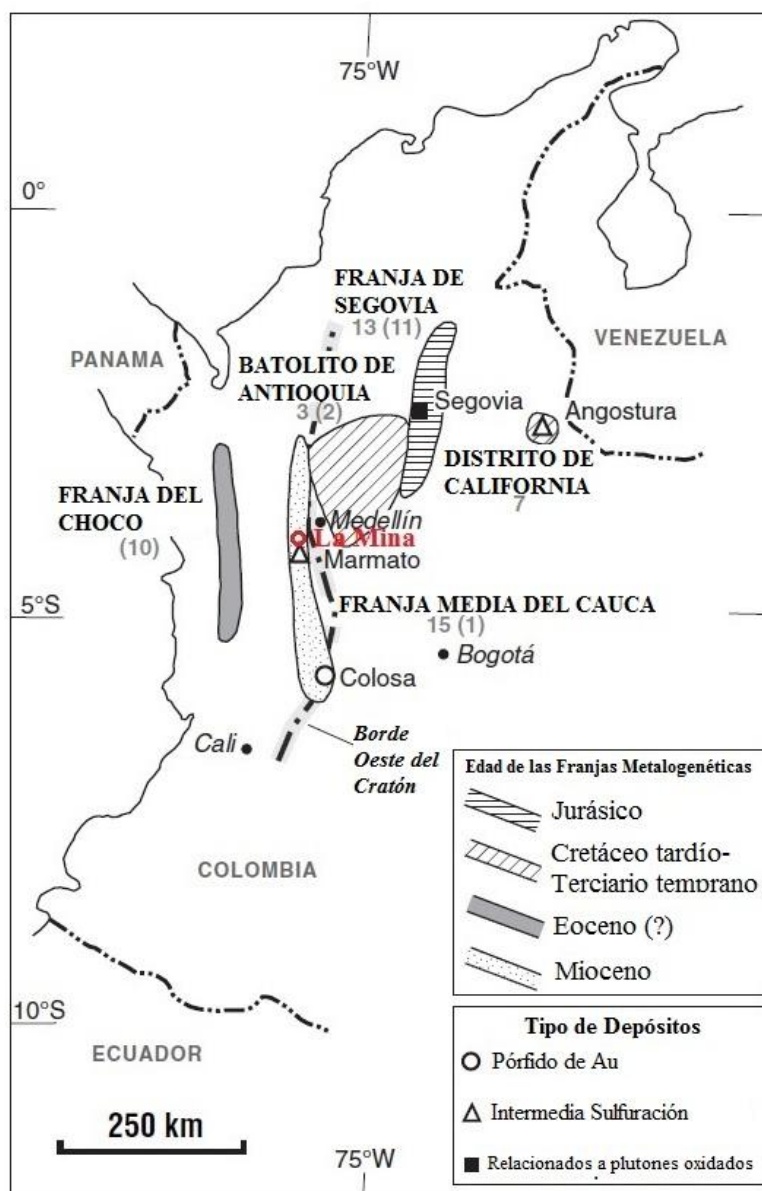 75°W
0°
FRANJA DE
SEGOVIA
13 (11)
VENEZUELA
PANAMA
BATOLITO DE
ANTIOQUIA
3 (2)
Segovia
Angostura
DISTRITO DE
CALIFORNIA
7
FRANJA DEL
CHOCO
(10)
Medellín
La Mina
Marmato
5°S
FRANJA MEDIA DEL CAUCA
15 (1)
Bogotá
Colosa
Cali
Borde
Oeste del
Cratón
COLOMBIA
Edad de las Franjas Metalogenéticas
Jurásico
Cretáceo tardío-
Terciario temprano
Eoceno (?)
Mioceno
10°S
ECUADOR
Tipo de Depósitos
Pórfido de Au
Intermedia Sulfuración
Relacionados a plutones oxidados
250 km
75°W